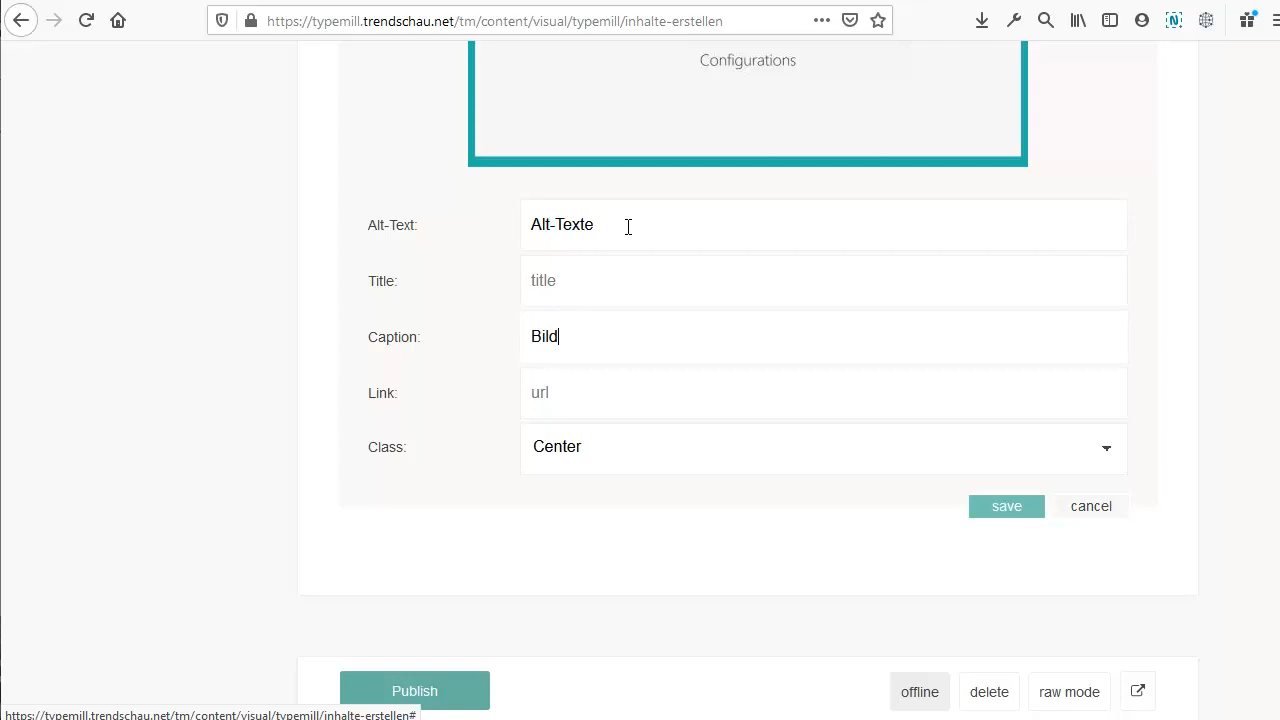 https://typemill.trendschau.net/tm/content/visual/typemill/inhalte-erstellen
Configurations
Alt-Text: Alt-Texte
Title: title
Caption: Bild
Link: url
Class: Center
save cancel
Publish offline delete raw mode
https://typemill.trendschau.net/tm/content/visual/typemill/inhalte-erstellen#